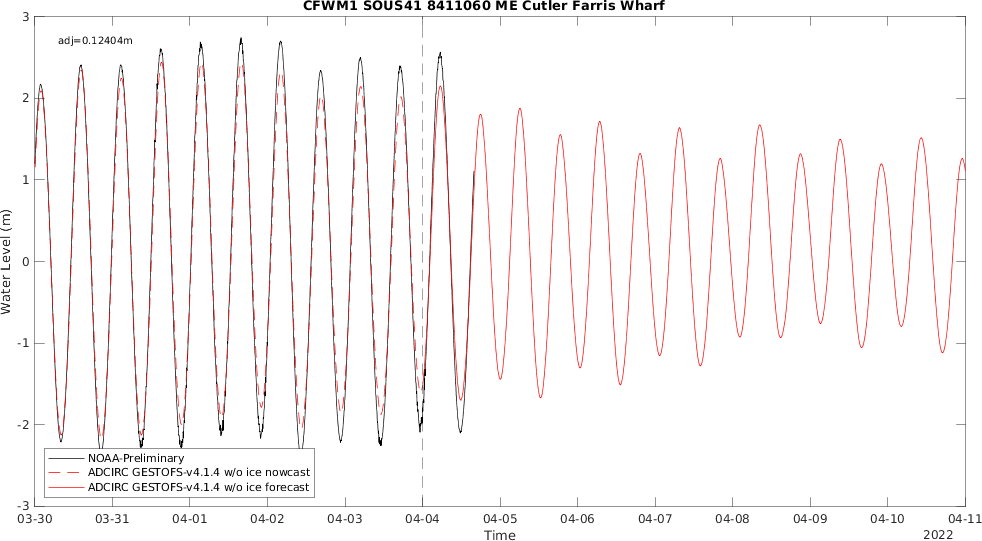 CFWM1 SOUS41 8411060 ME Cutler Farris Wharf
adj=0.12404m
3
2
1
0
-1
-2
-3
Water Level (m)
NOAA-Preliminary
ADCIRC GESTOFS-v4.1.4 w/o ice nowcast
ADCIRC GESTOFS-v4.1.4 w/o ice forecast
03-30 03-31 04-01 04-02 04-03 04-04 04-05 04-06 04-07 04-08 04-09 04-10 04-11
Time
2022